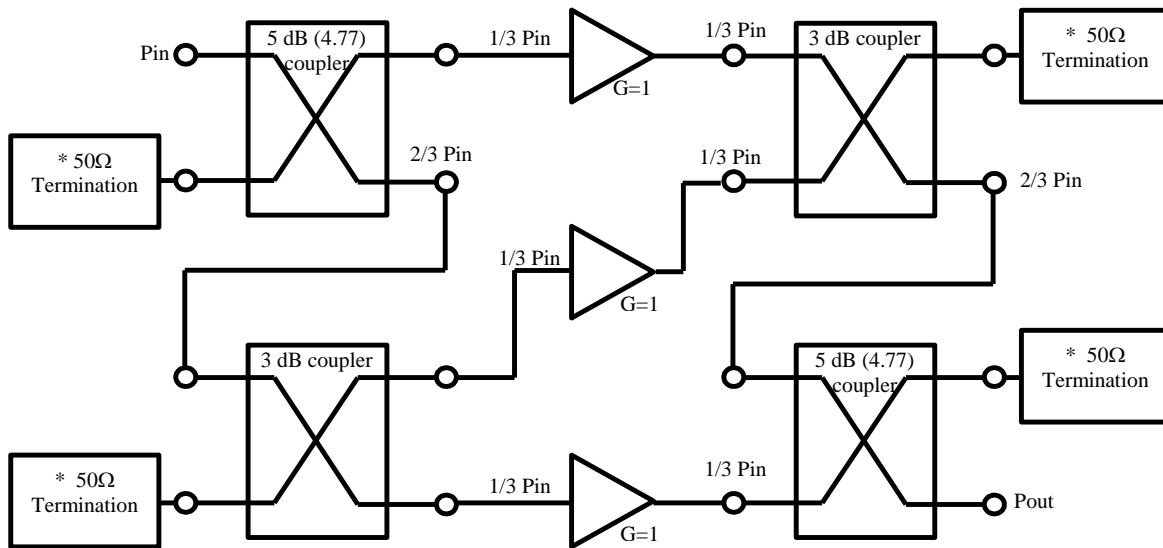 5 dB (4.77)
coupler
Pin
1/3 Pin
G=1
1/3 Pin
3 dB coupler
* 50Ω
Termination
* 50Ω
Termination
2/3 Pin
1/3 Pin
2/3 Pin
1/3 Pin
G=1
3 dB coupler
5 dB (4.77)
coupler
* 50Ω
Termination
* 50Ω
Termination
1/3 Pin
G=1
1/3 Pin
Pout